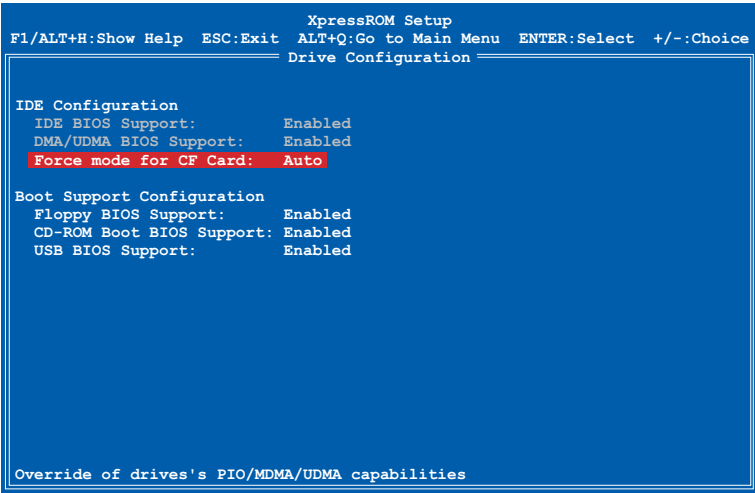 XpressROM Setup
F1/ALT+H:Show Help ESC:Exit ALT+Q:Go to Main Menu ENTER:Select +/-:Choice
Drive Configuration
IDE Configuration
IDE BIOS Support: Enabled
DMA/UDMA BIOS Support: Enabled
Force mode for CF Card: Auto
Boot Support Configuration
Floppy BIOS Support: Enabled
CD-ROM Boot BIOS Support: Enabled
USB BIOS Support: Enabled
Override of drives's PIO/MDMA/UDMA capabilities